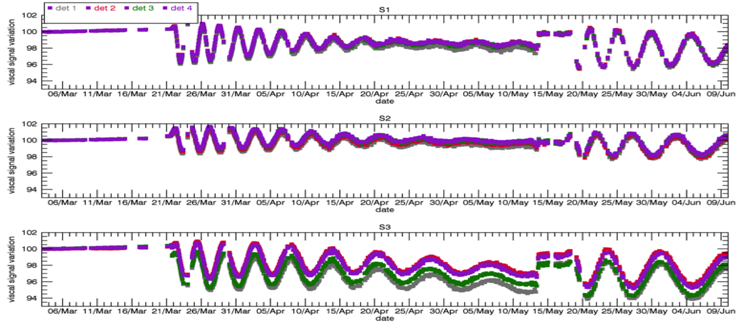 det 1 det 2 det 3 det 4
S1
102
100
98
96
94
viscal signal variation
06/Mar 11/Mar 16/Mar 21/Mar 26/Mar 31/Mar 05/Apr 10/Apr 15/Apr 20/Apr 25/Apr 30/Apr 05/May 10/May 15/May 20/May 25/May 30/May 04/Jun 09/Jun
date
S2
102
100
98
96
94
viscal signal variation
06/Mar 11/Mar 16/Mar 21/Mar 26/Mar 31/Mar 05/Apr 10/Apr 15/Apr 20/Apr 25/Apr 30/Apr 05/May 10/May 15/May 20/May 25/May 30/May 04/Jun 09/Jun
date
S3
102
100
98
96
94
viscal signal variation
06/Mar 11/Mar 16/Mar 21/Mar 26/Mar 31/Mar 05/Apr 10/Apr 15/Apr 20/Apr 25/Apr 30/Apr 05/May 10/May 15/May 20/May 25/May 30/May 04/Jun 09/Jun
date